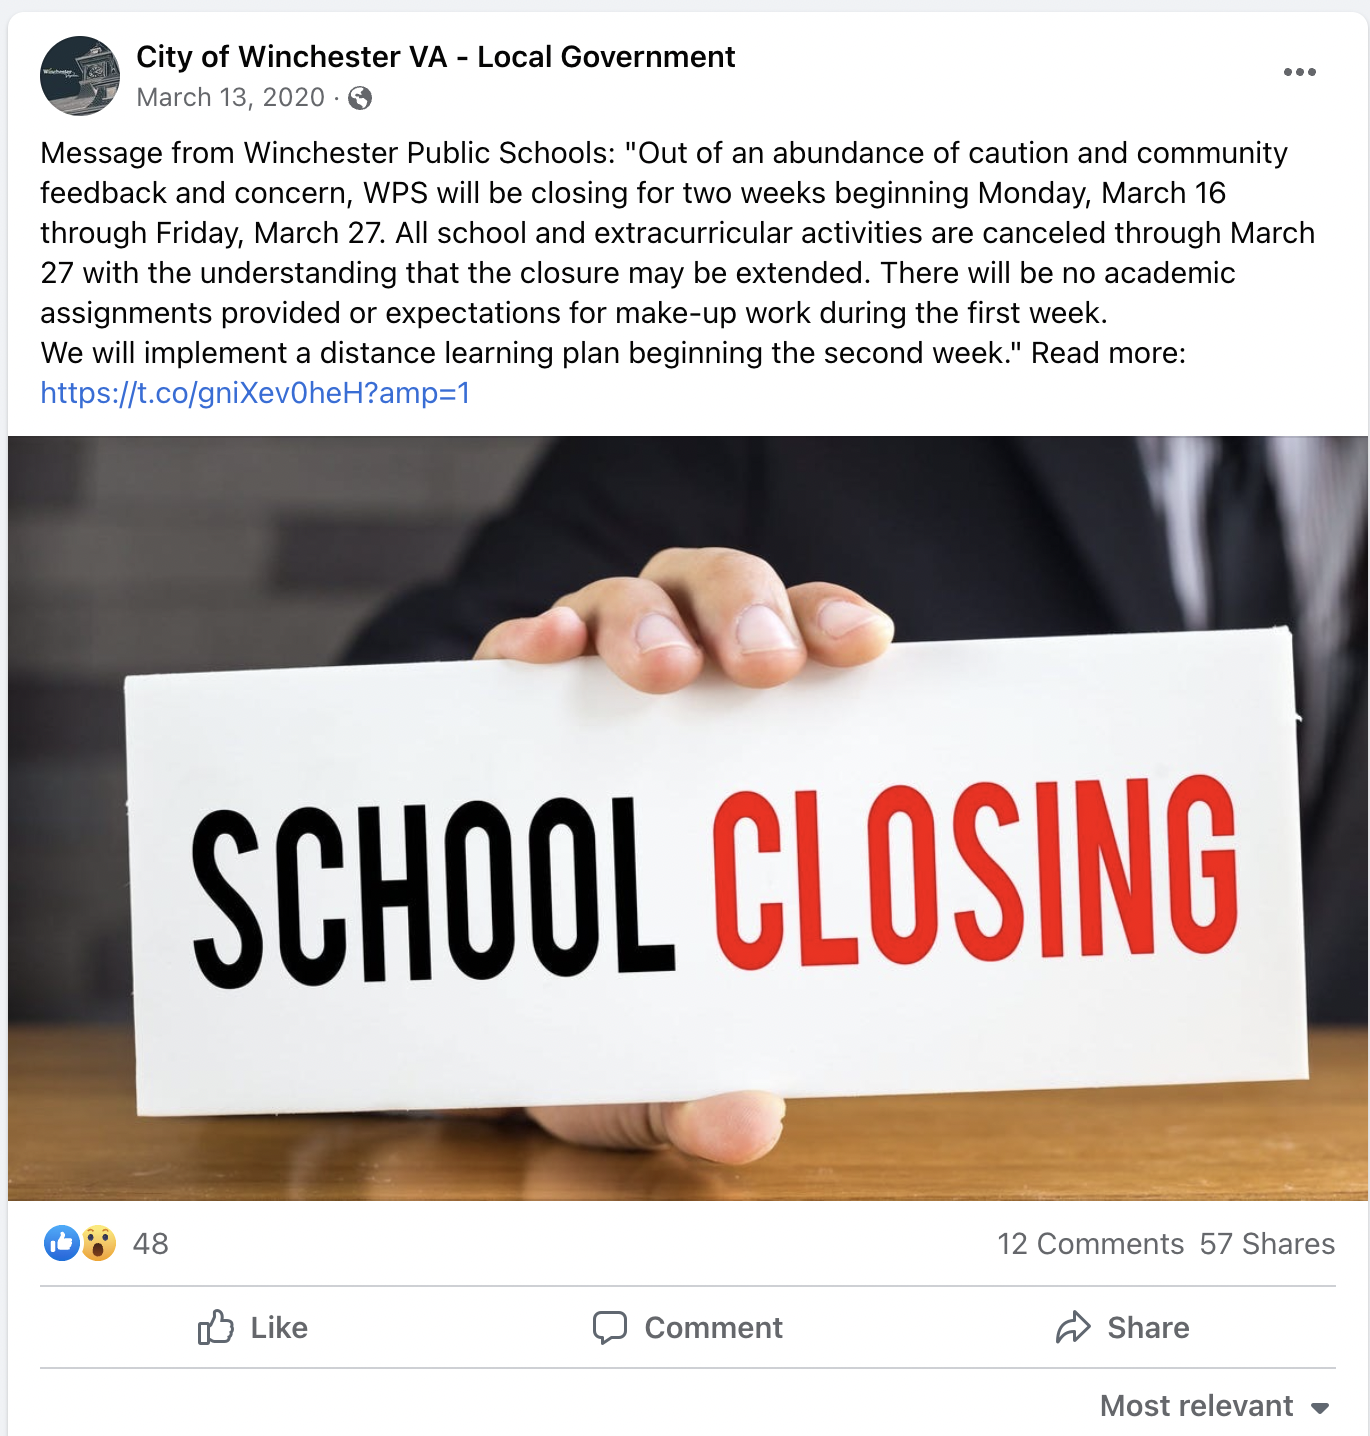 City of Winchester VA - Local Government
March 13, 2020 ·
Message from Winchester Public Schools: "Out of an abundance of caution and community
feedback and concern, WPS will be closing for two weeks beginning Monday, March 16
through Friday, March 27. All school and extracurricular activities are canceled through March
27 with the understanding that the closure may be extended. There will be no academic
assignments provided or expectations for make-up work during the first week.
We will implement a distance learning plan beginning the second week." Read more:
https://t.co/gniXev0heH?amp=1
SCHOOL CLOSING
48
12 Comments 57 Shares
Like
Comment
Share
Most relevant